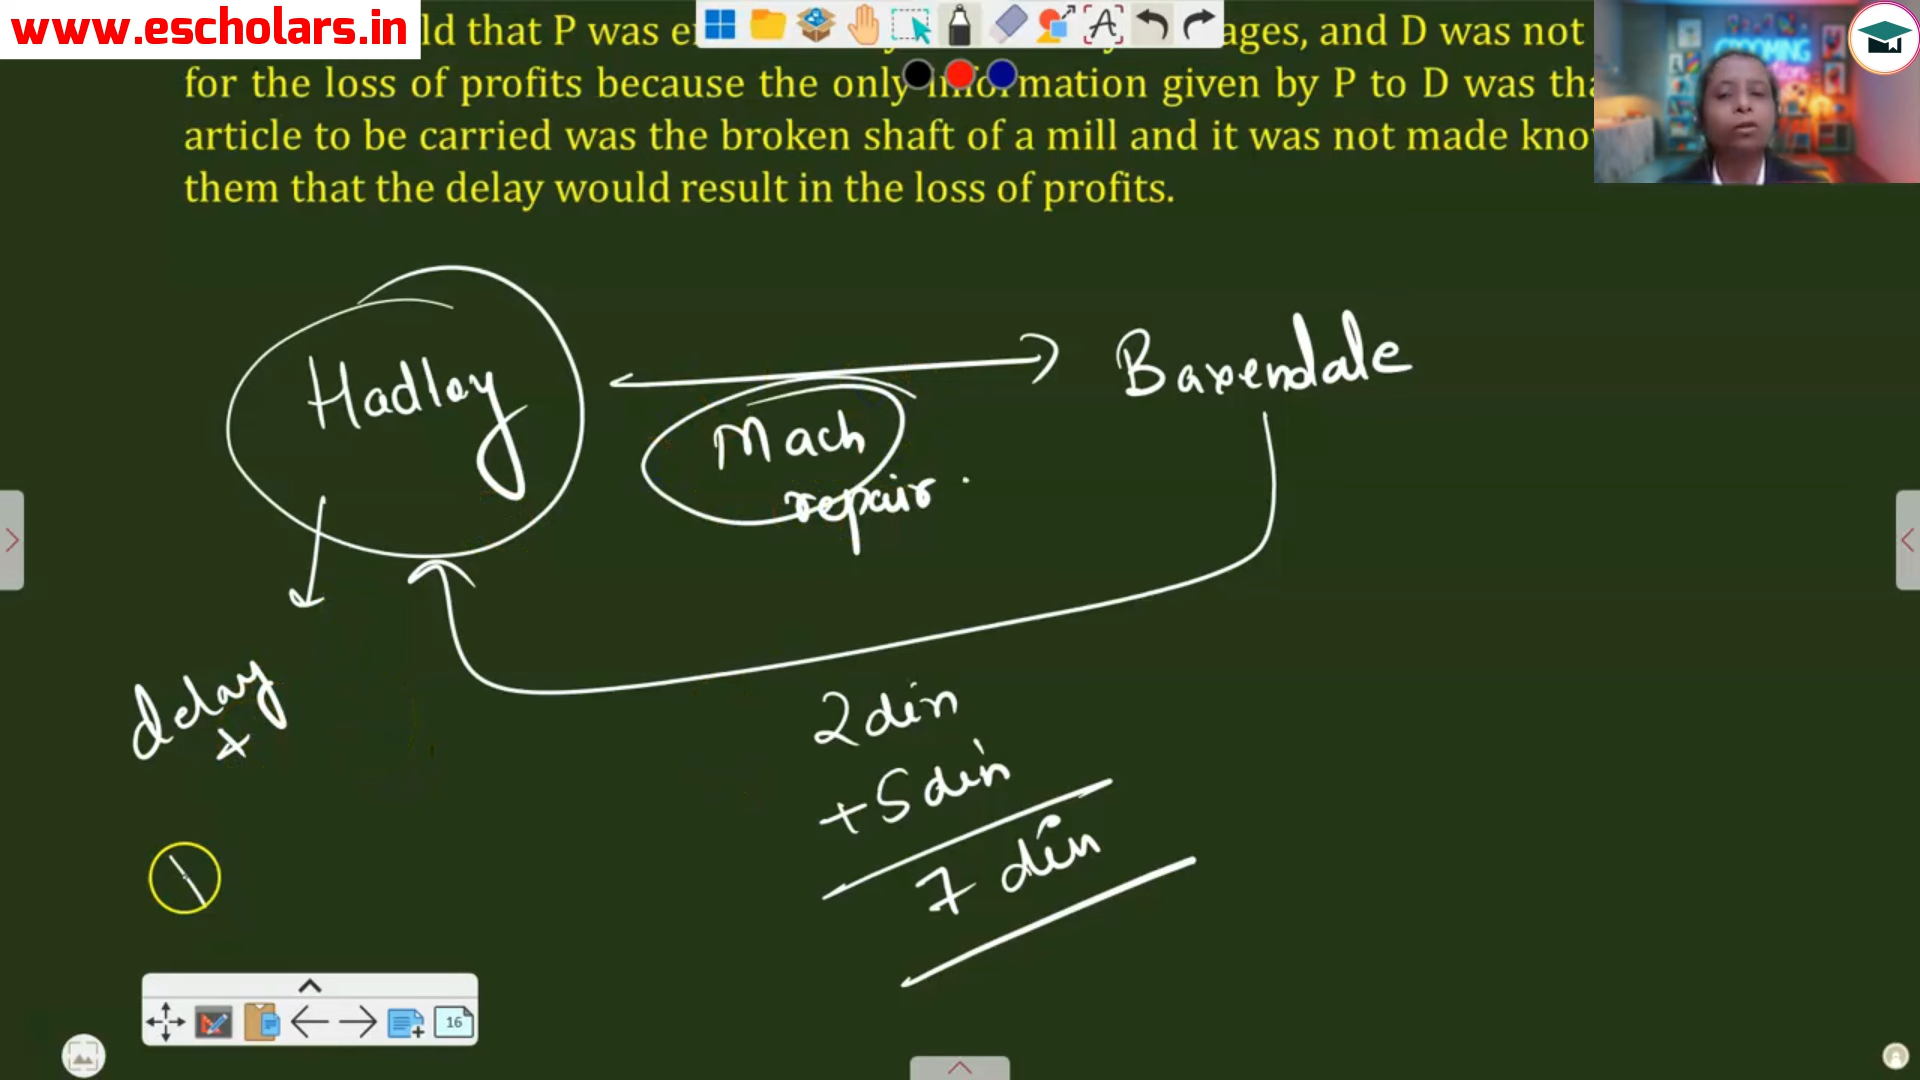 www.escholars.in
ld that P was ages, and D was not
for the loss of profits because the only information given by P to D was
article to be carried was the broken shaft of a mill and it was not made
them that the delay would result in the loss of profits.
Hadley
Baxendale
Mach
repair
delay
+
2 din
+5 din
7 din
16